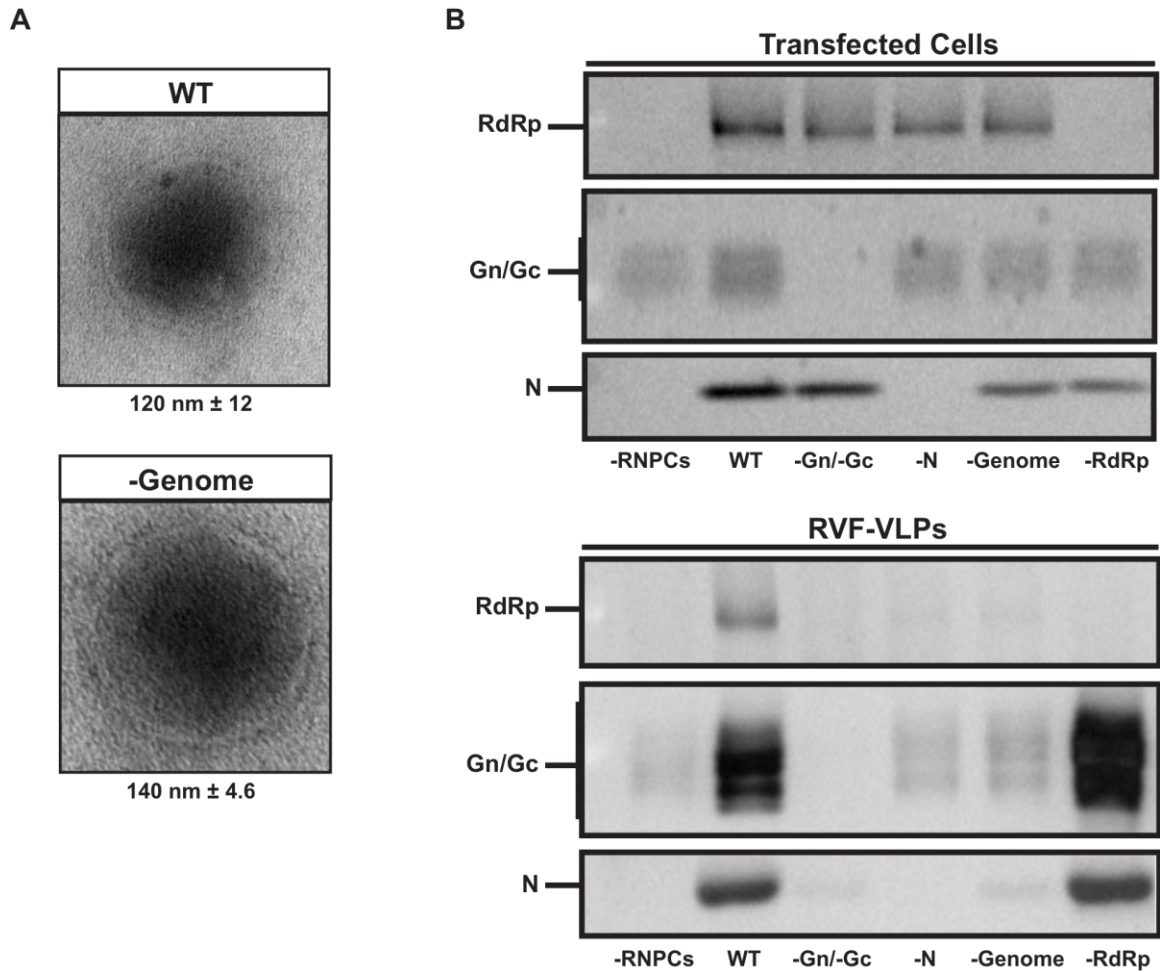 A
WT
120 nm ± 12
-Genome
140 nm ± 4.6
B
Transfected Cells
RdRp
Gn/Gc
N
-RNPCs WT -Gn/-Gc -N -Genome -RdRp
RVF-VLPs
RdRp
Gn/Gc
N
-RNPCs WT -Gn/-Gc -N -Genome -RdRp